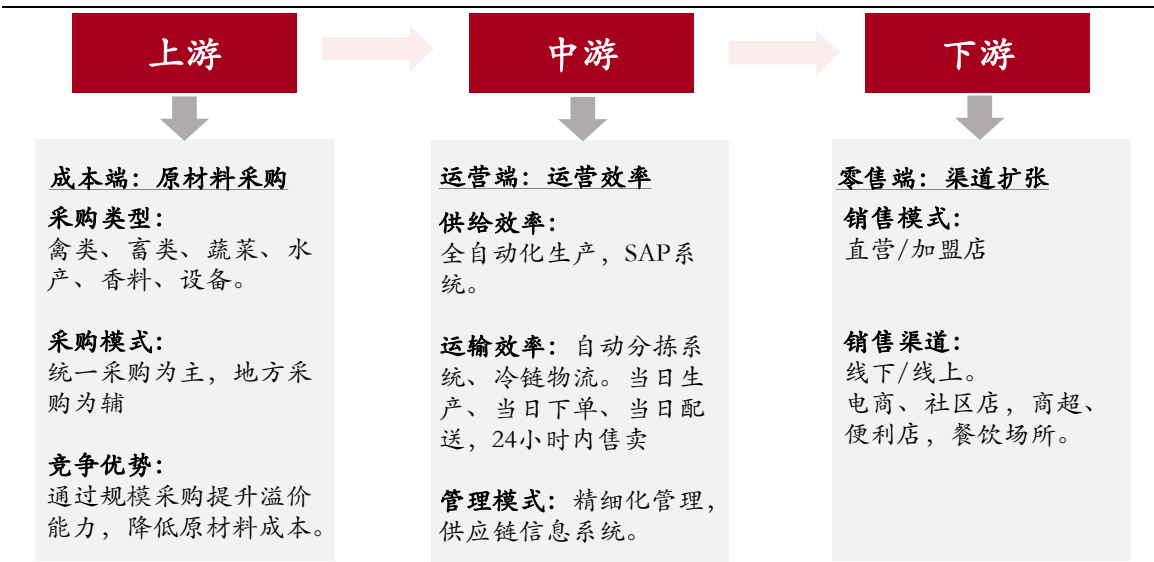 上游
中游
下游
成本端：原材料采购
采购类型：
禽类、畜类、蔬菜、水
产、香料、设备。
采购模式：
统一采购为主，地方采
购为辅
竞争优势：
通过规模采购提升溢价
能力，降低原材料成本。
运营端：运营效率
供给效率：
全自动化生产，SAP系
统。
运输效率：自动分拣系
统、冷链物流。当日生
产、当日下单、当日配
送，24小时内售卖
管理模式：精细化管理，
供应链信息系统。
零售端：渠道扩张
销售模式：
直营/加盟店
销售渠道：
线下/线上。
电商、社区店，商超、
便利店，餐饮场所。